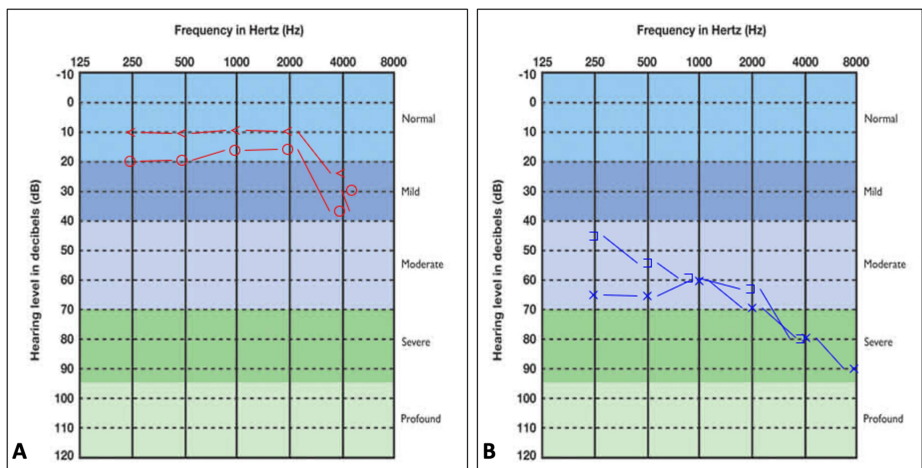 Frequency in Hertz (Hz)
125 250 500 1000 2000 4000 8000
Hearing level in decibels (dB)
-10
0
10
20
30
40
50
60
70
80
90
100
110
120
Normal
Mild
Moderate
Severe
Profound
A
Frequency in Hertz (Hz)
125 250 500 1000 2000 4000 8000
Hearing level in decibels (dB)
-10
0
10
20
30
40
50
60
70
80
90
100
110
120
Normal
Mild
Moderate
Severe
Profound
B